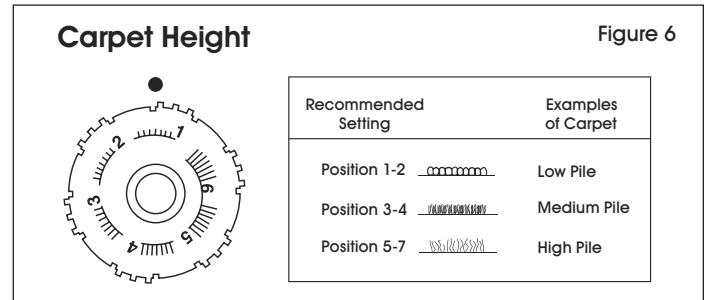 Carpet Height
Figure 6
1
2
3
4
5
6
Recommended Setting
Examples of Carpet
Position 1-2
Low Pile
Position 3-4
Medium Pile
Position 5-7
High Pile